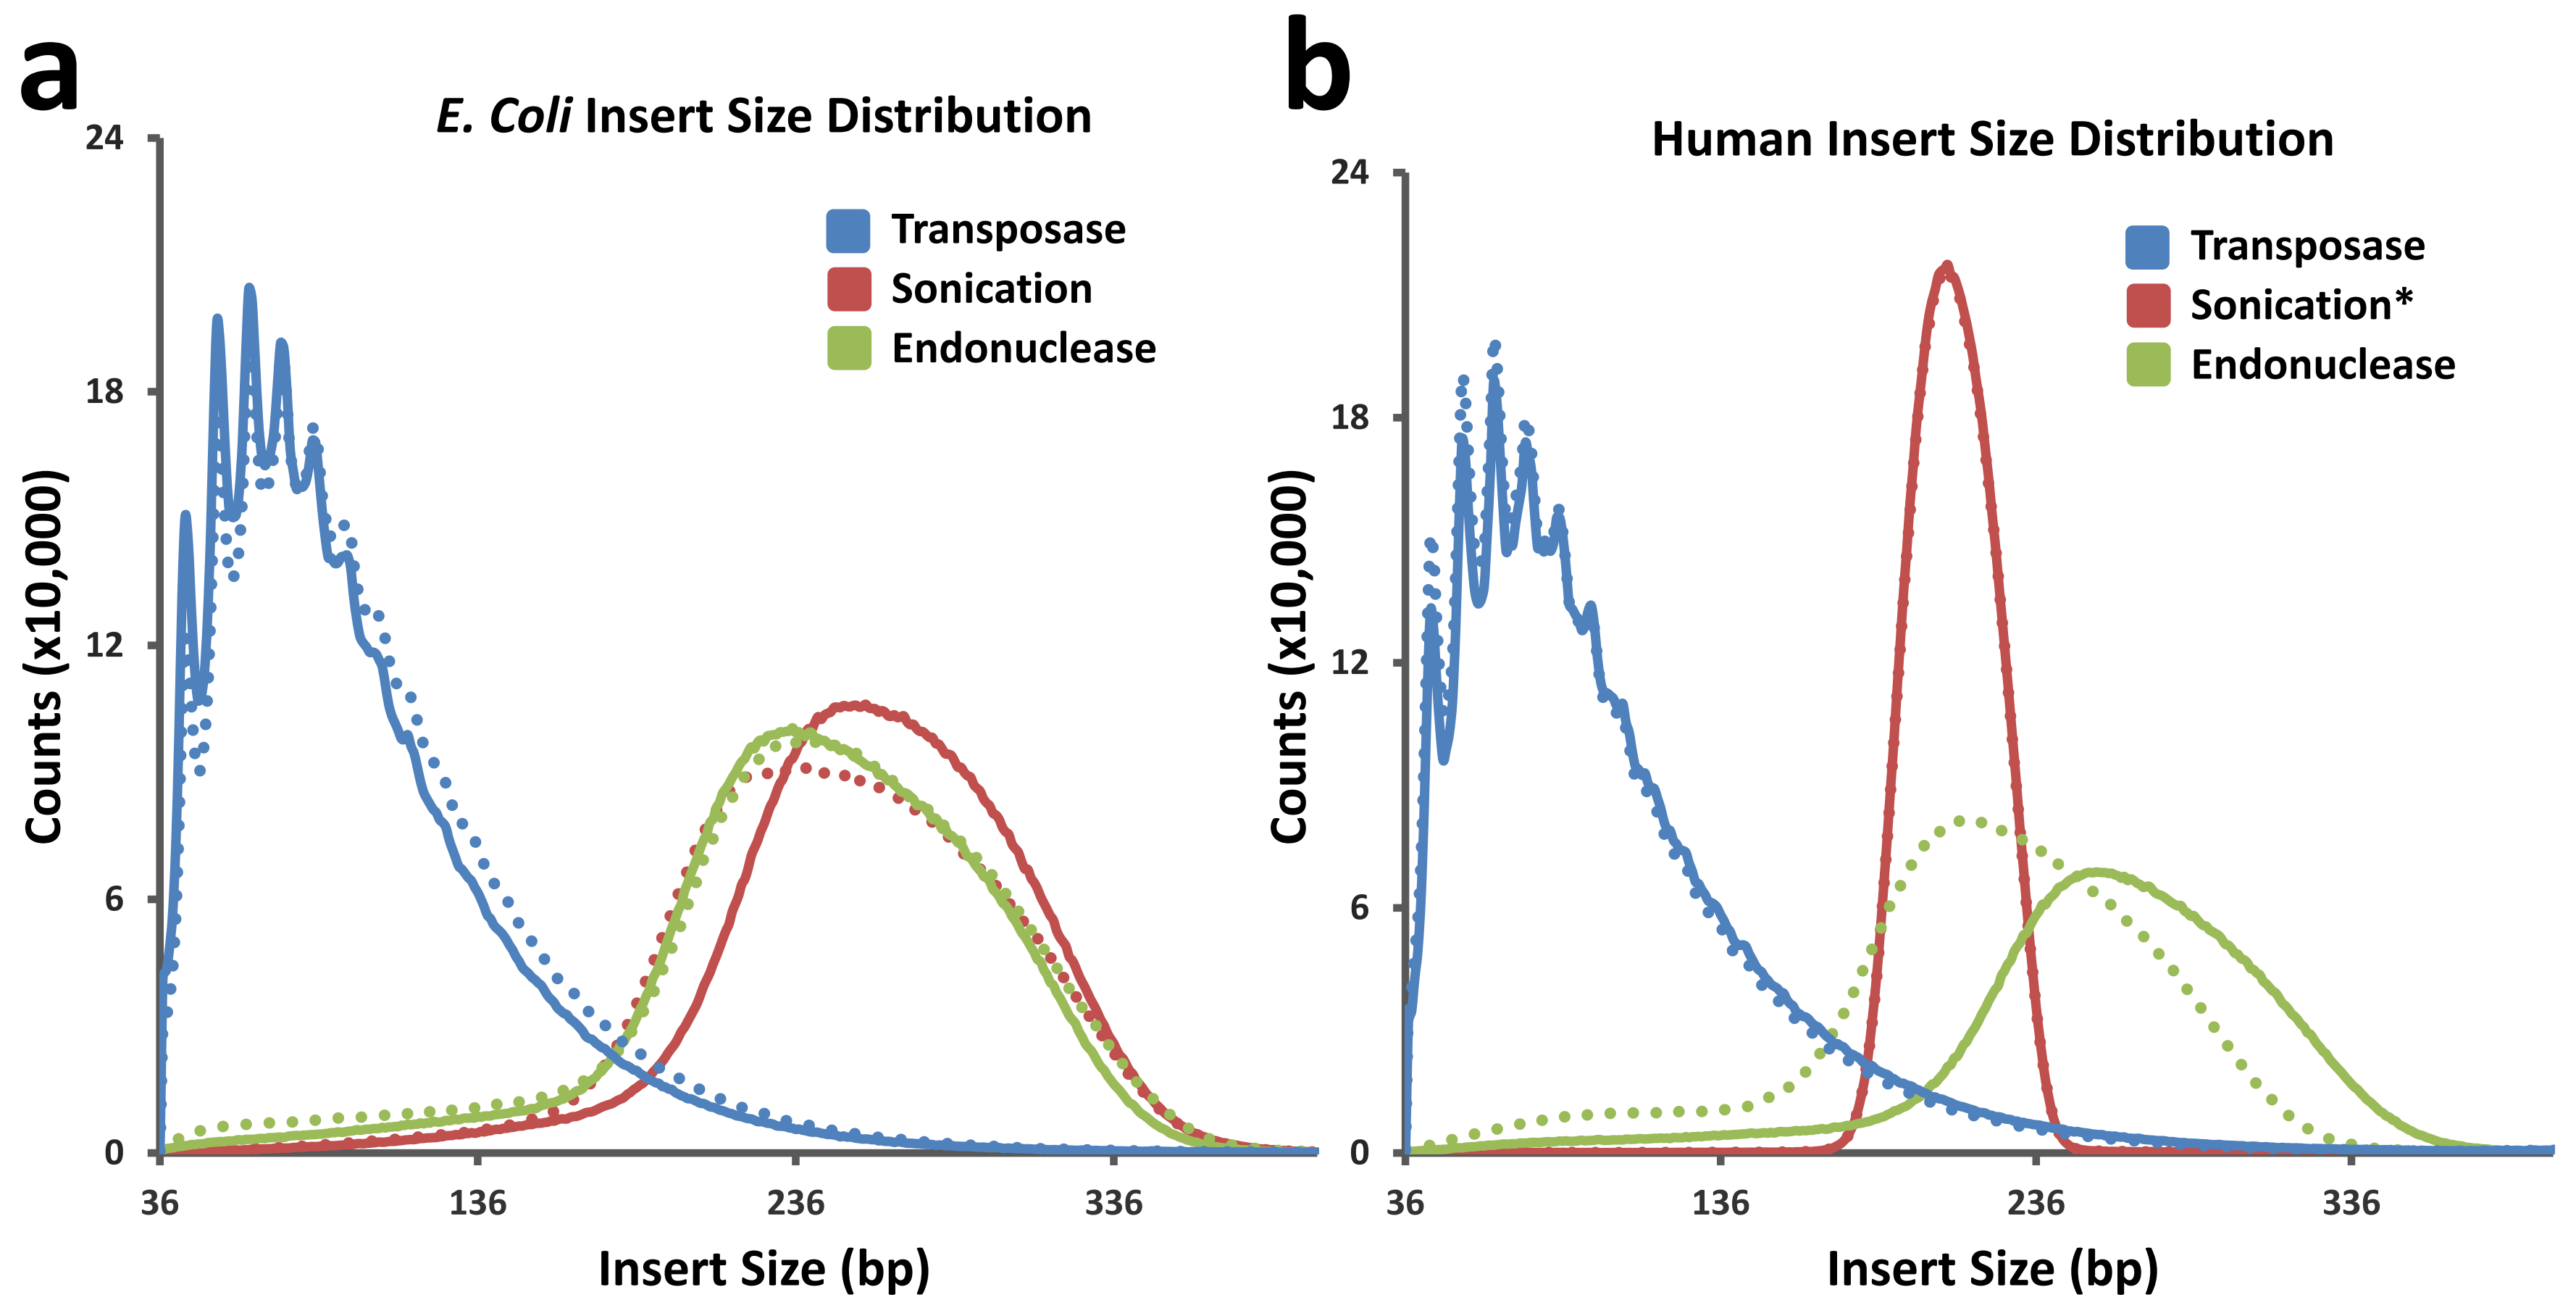 a
E. Coli Insert Size Distribution
24
18
12
6
0
Counts (x10,000)
Transposase
Sonication
Endonuclease
36 136 236 336
Insert Size (bp)
b
Human Insert Size Distribution
24
18
12
6
0
Counts (x10,000)
Transposase
Sonication*
Endonuclease
36 136 236 336
Insert Size (bp)